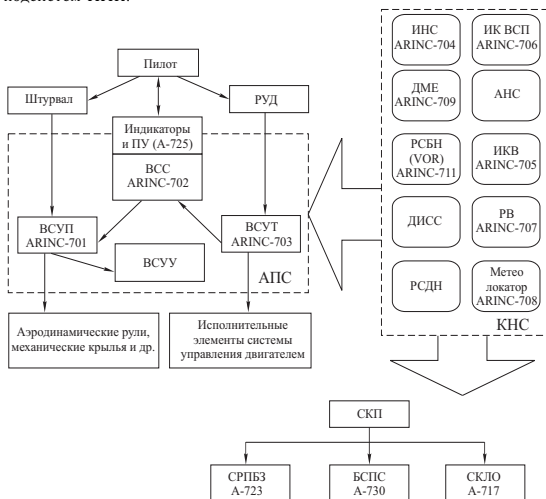 Пилот
Штурвал
РУД
Индикаторы
и ПУ (А-725)
ВСС
ARINC-702
ВСУП
ARINC-701
ВСУТ
ARINC-703
ВСУУ
АПС
Аэродинамические рули,
механические крылья и др.
Исполнительные
элементы системы
управления двигателем
ИНС
ARINC-704
ИК ВСП
ARINC-706
ДМЕ
ARINC-709
АНС
РСБН
(VOR)
ARINC-711
ИКВ
ARINC-705
ДИСС
РВ
ARINC-707
РСДН
Метео
локатор
ARINC-708
КНС
СКП
СРПБЗ
А-723
БСПС
А-730
СКЛО
А-717